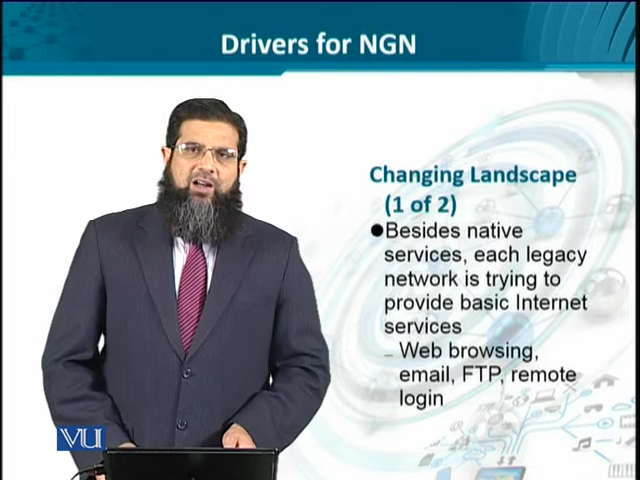 Drivers for NGN
Changing Landscape
(1 of 2)
●Besides native
services, each legacy
network is trying to
provide basic Internet
services
– Web browsing,
email, FTP, remote
login
VU